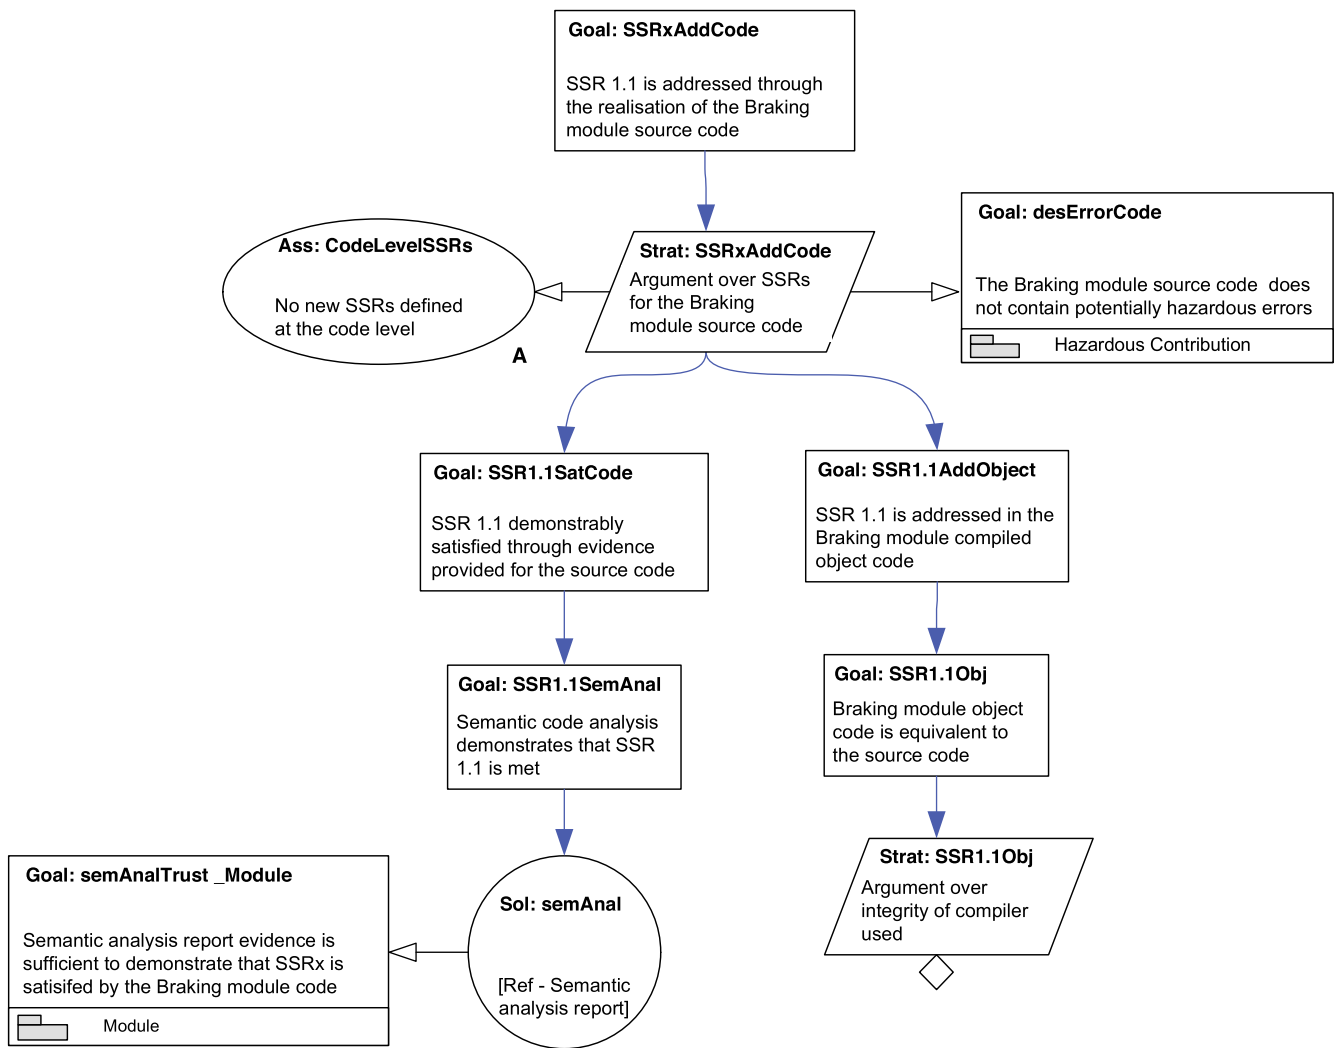 Goal: SSRxAddCode
SSR 1.1 is addressed through
the realisation of the Braking
module source code
Ass: CodeLevelSSRs
No new SSRs defined
at the code level
A
Strat: SSRxAddCode
Argument over SSRs
for the Braking
module source code
Goal: desErrorCode
The Braking module source code does
not contain potentially hazardous errors
Hazardous Contribution
Goal: SSR1.1SatCode
SSR 1.1 demonstrably
satisfied through evidence
provided for the source code
Goal: SSR1.1AddObject
SSR 1.1 is addressed in the
Braking module compiled
object code
Goal: SSR1.1SemAnal
Semantic code analysis
demonstrates that SSR
1.1 is met
Goal: SSR1.1Obj
Braking module object
code is equivalent to
the source code
Goal: semAnalTrust _Module
Semantic analysis report evidence is
sufficient to demonstrate that SSRx is
satisifed by the Braking module code
Module
Sol: semAnal
[Ref - Semantic
analysis report]
Strat: SSR1.1Obj
Argument over
integrity of compiler
used